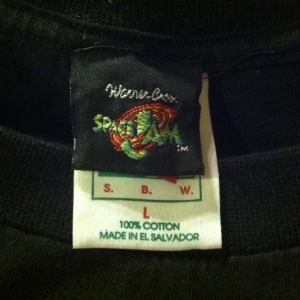 Warner Bros.
SPACE JAM
TM
S. B. W.
L
100% COTTON
MADE IN EL SALVADOR